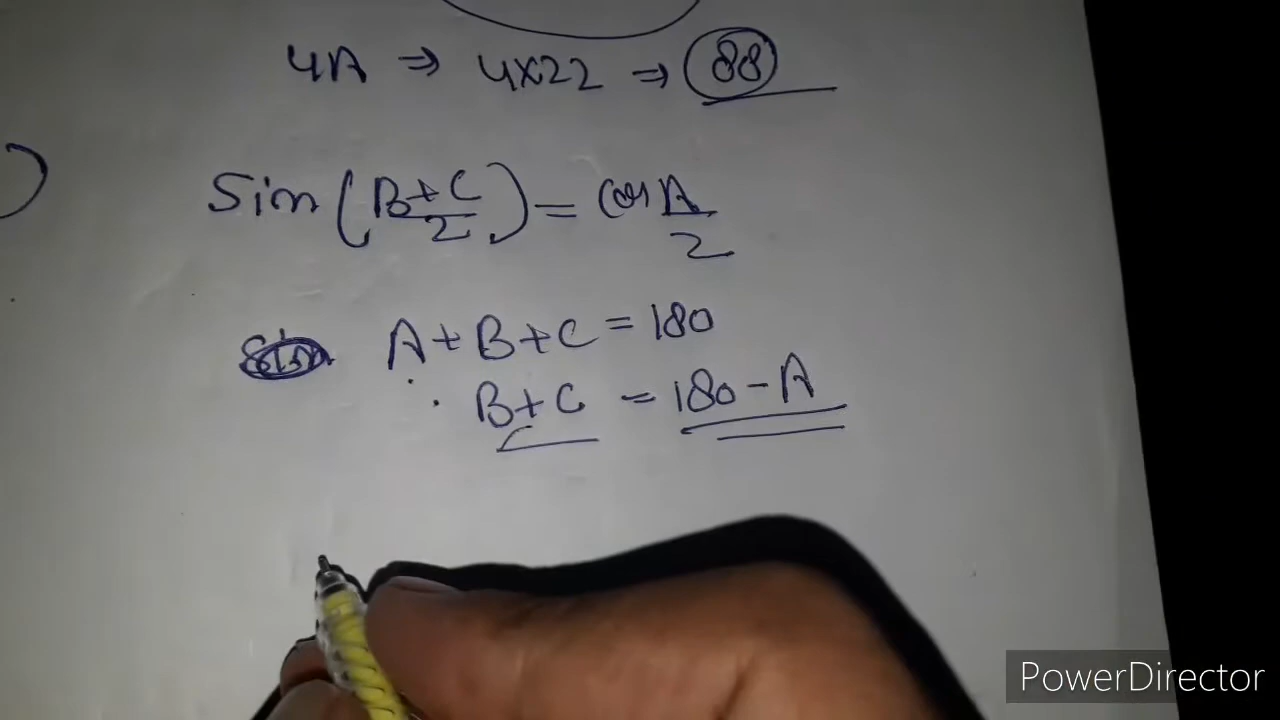 4A ⇒ 4×22 ⇒ 88
Sin (B+C/2) = Cos A/2
A + B + C = 180
∴ B+C = 180 - A
PowerDirector